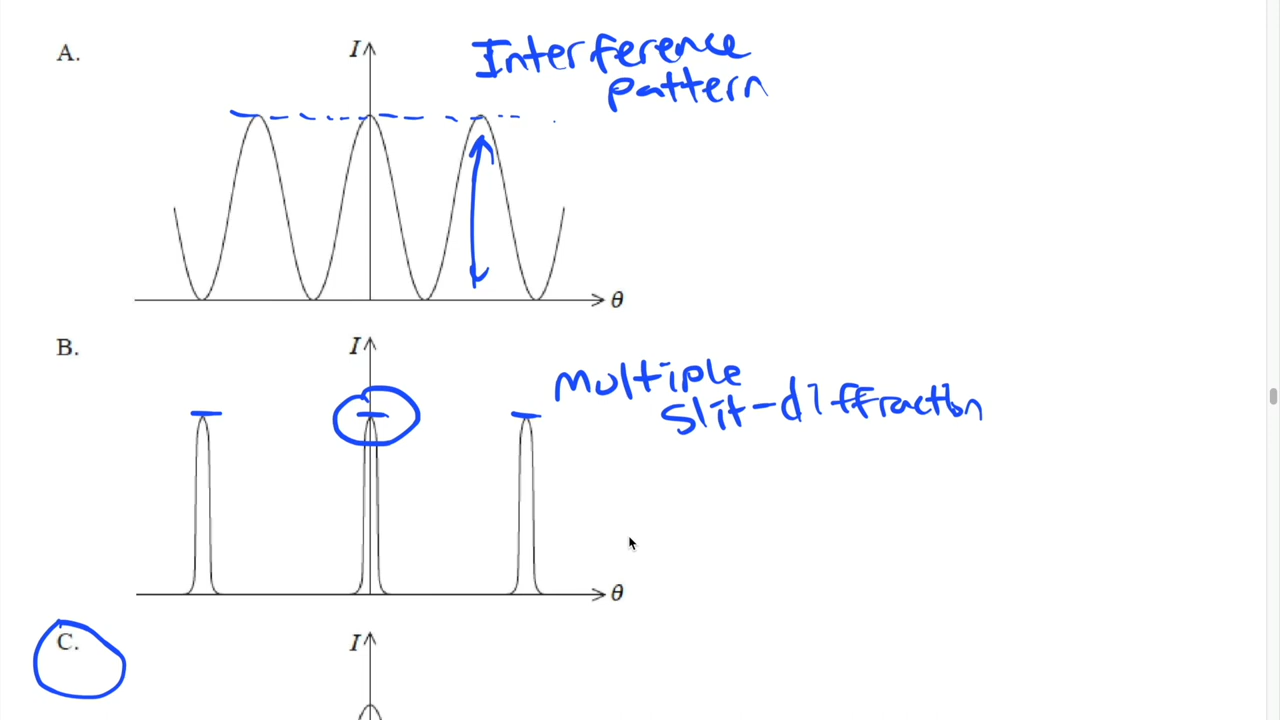 A.
I
Interference
pattern
θ
B.
I
multiple
slit-diffraction
θ
C.
I